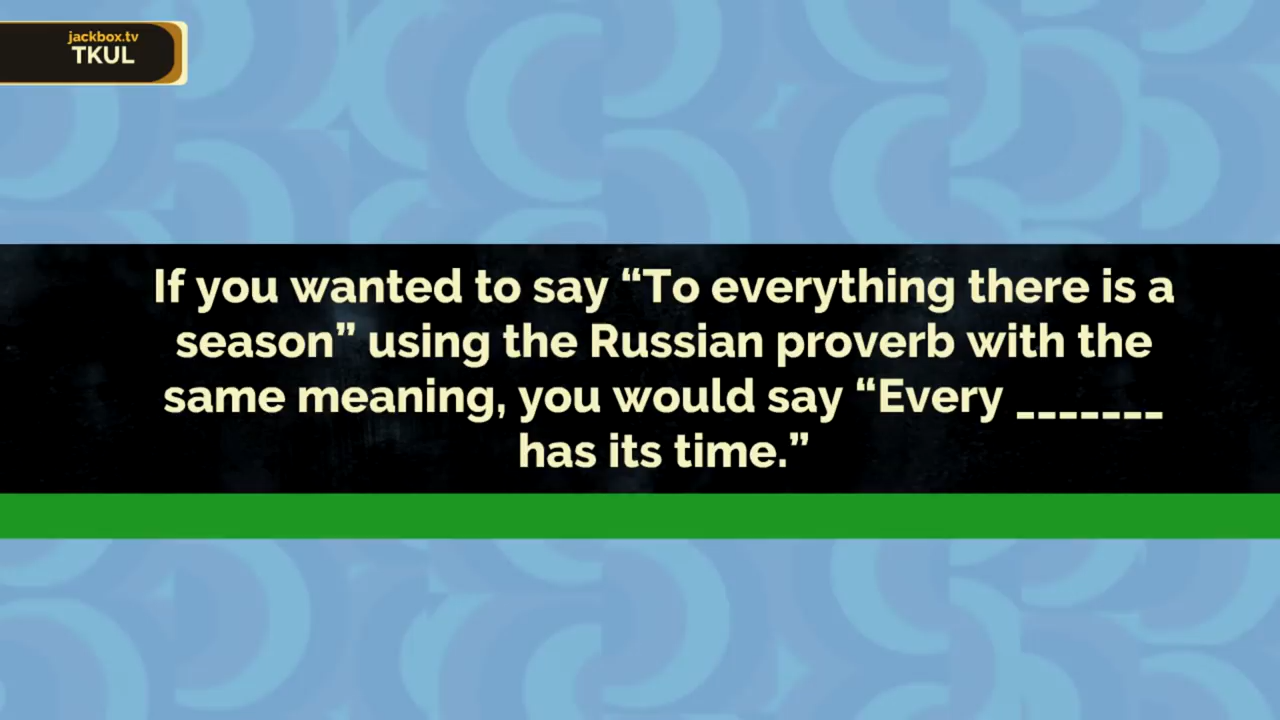 jackbox.tv
TKUL
If you wanted to say “To everything there is a
season” using the Russian proverb with the
same meaning, you would say “Every _______
has its time.”